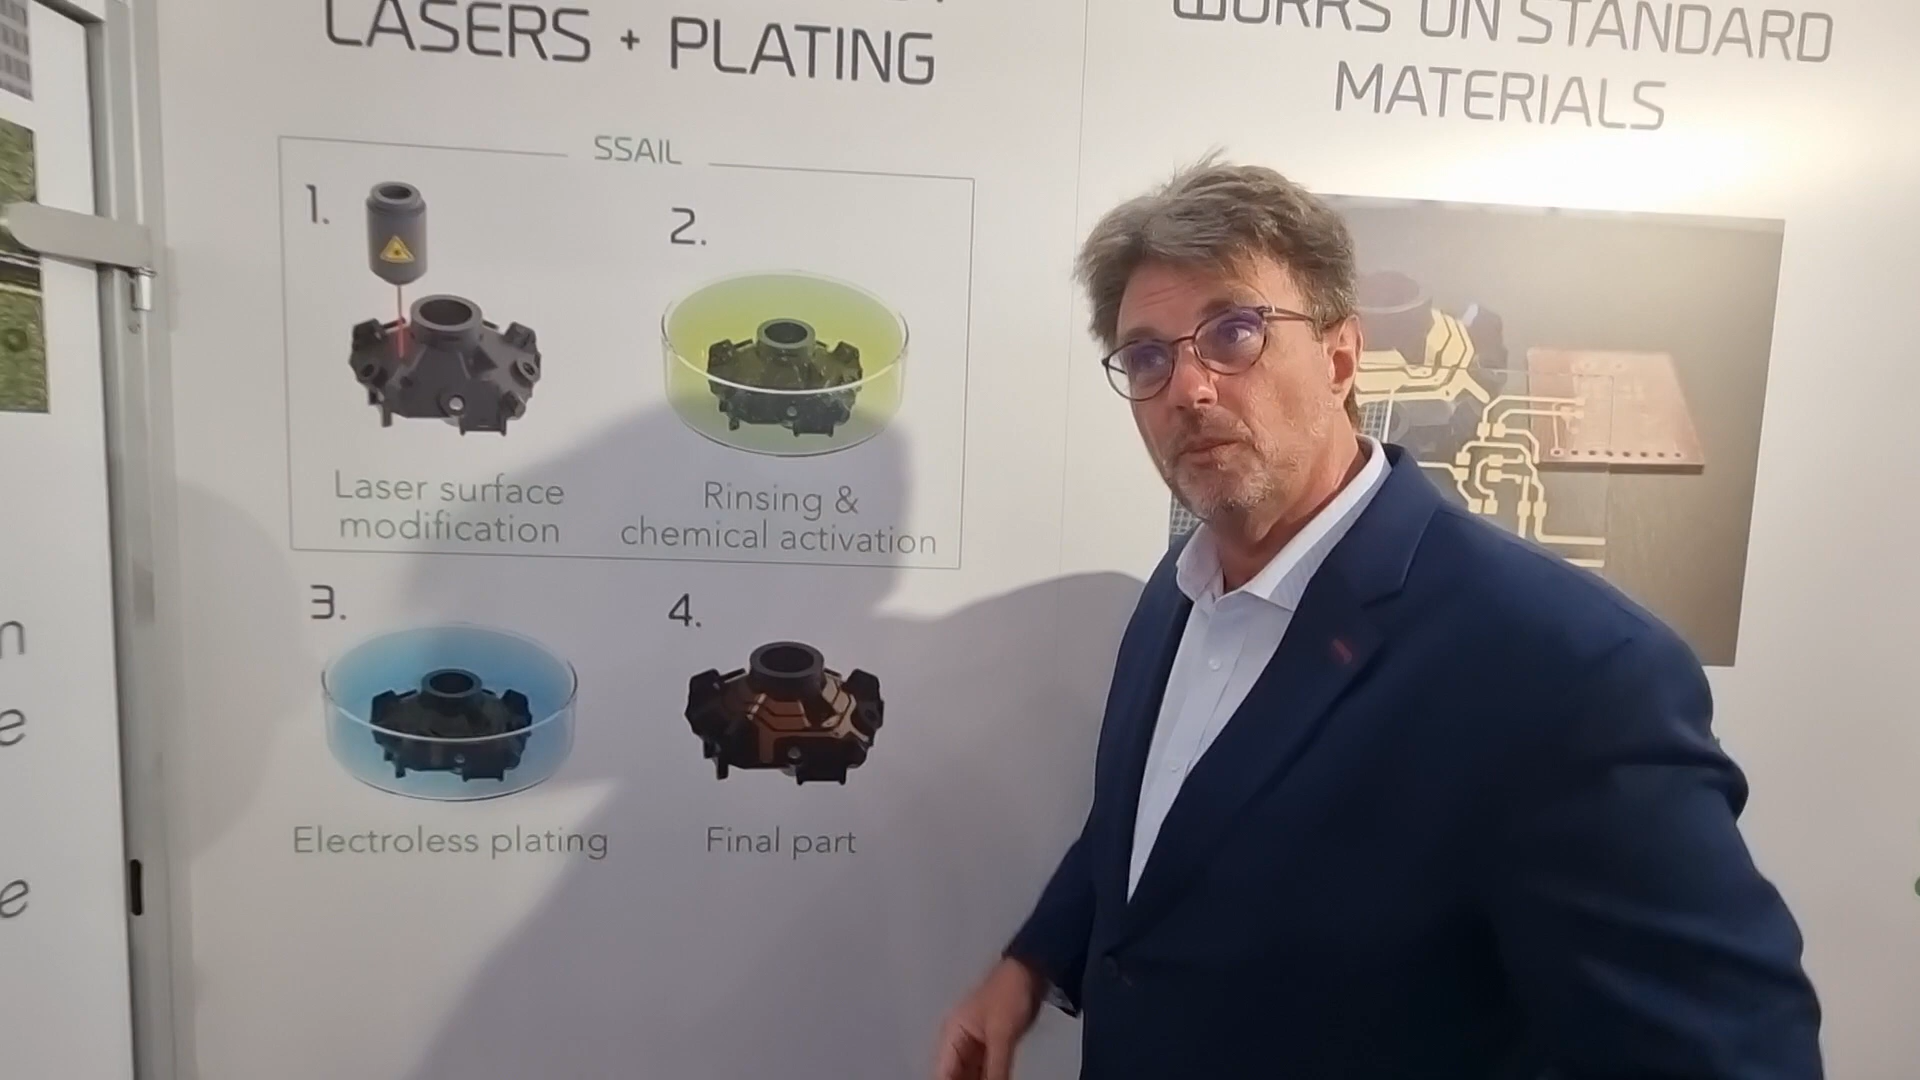 LASERS + PLATING
SSAIL
1.
Laser surface
modification
2.
Rinsing &
chemical activation
3.
Electroless plating
4.
Final part
WORKS ON STANDARD
MATERIALS
n
e
e